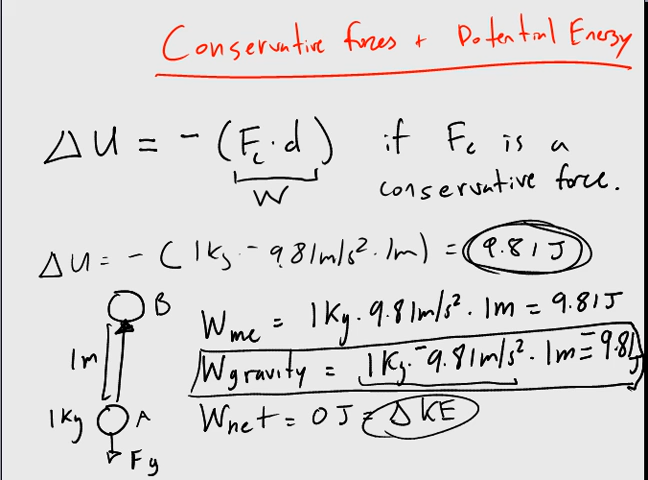 Conservative forces + Potential Energy
ΔU = - (Fc · d) if Fc is a
W
conservative force.
ΔU = - (1kg · - 9.81m/s² · 1m) = 9.81J
B
Wme = 1Kg · 9.81m/s² · 1m = 9.81J
1m
Wgravity = 1Kg · -9.81m/s² · 1m = -9.81J
1Kg A
Wnet = 0J = ΔKE
Fg